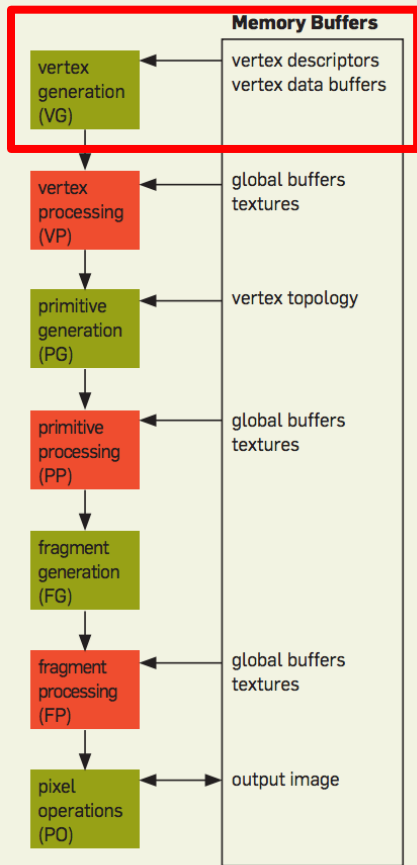 Memory Buffers
vertex
generation
(VG)
vertex descriptors
vertex data buffers
vertex
processing
(VP)
global buffers
textures
primitive
generation
(PG)
vertex topology
primitive
processing
(PP)
global buffers
textures
fragment
generation
(FG)
fragment
processing
(FP)
global buffers
textures
pixel
operations
(PO)
output image